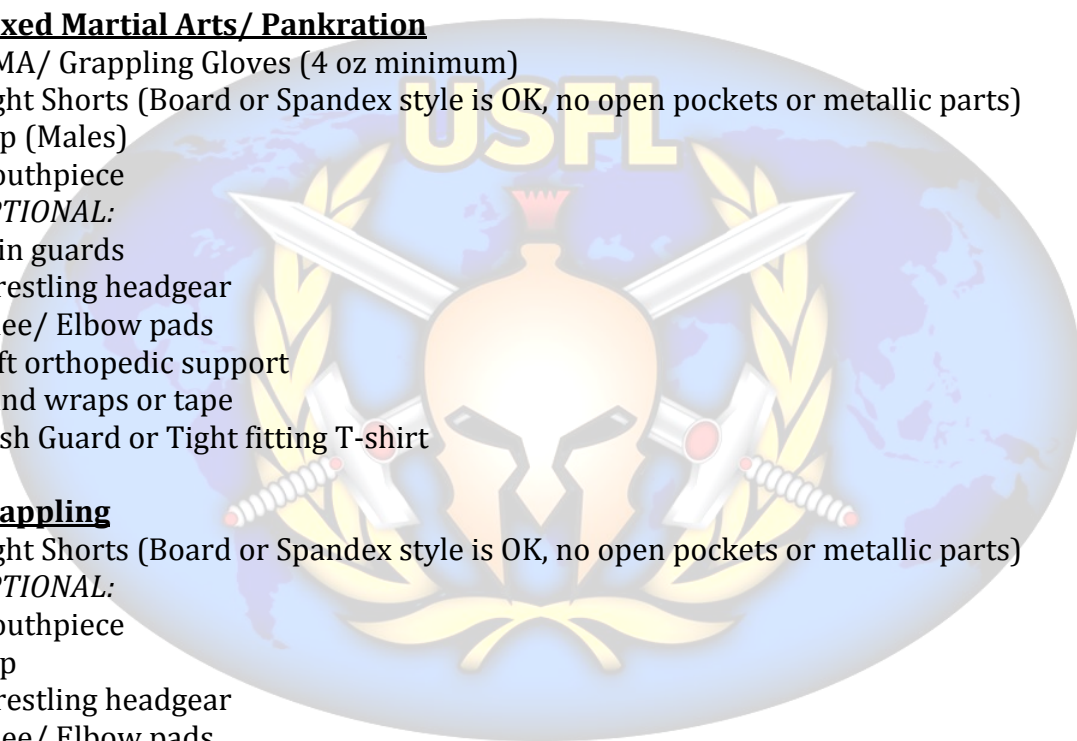 xed Martial Arts/ Pankration
MA/ Grappling Gloves (4 oz minimum)
ght Shorts (Board or Spandex style is OK, no open pockets or metallic parts)
p (Males)
outhpiece
PTIONAL:
in guards
restling headgear
ee/ Elbow pads
ft orthopedic support
nd wraps or tape
sh Guard or Tight fitting T-shirt
appling
ght Shorts (Board or Spandex style is OK, no open pockets or metallic parts)
PTIONAL:
outhpiece
p
restling headgear
ee/ Elbow pads
USFL